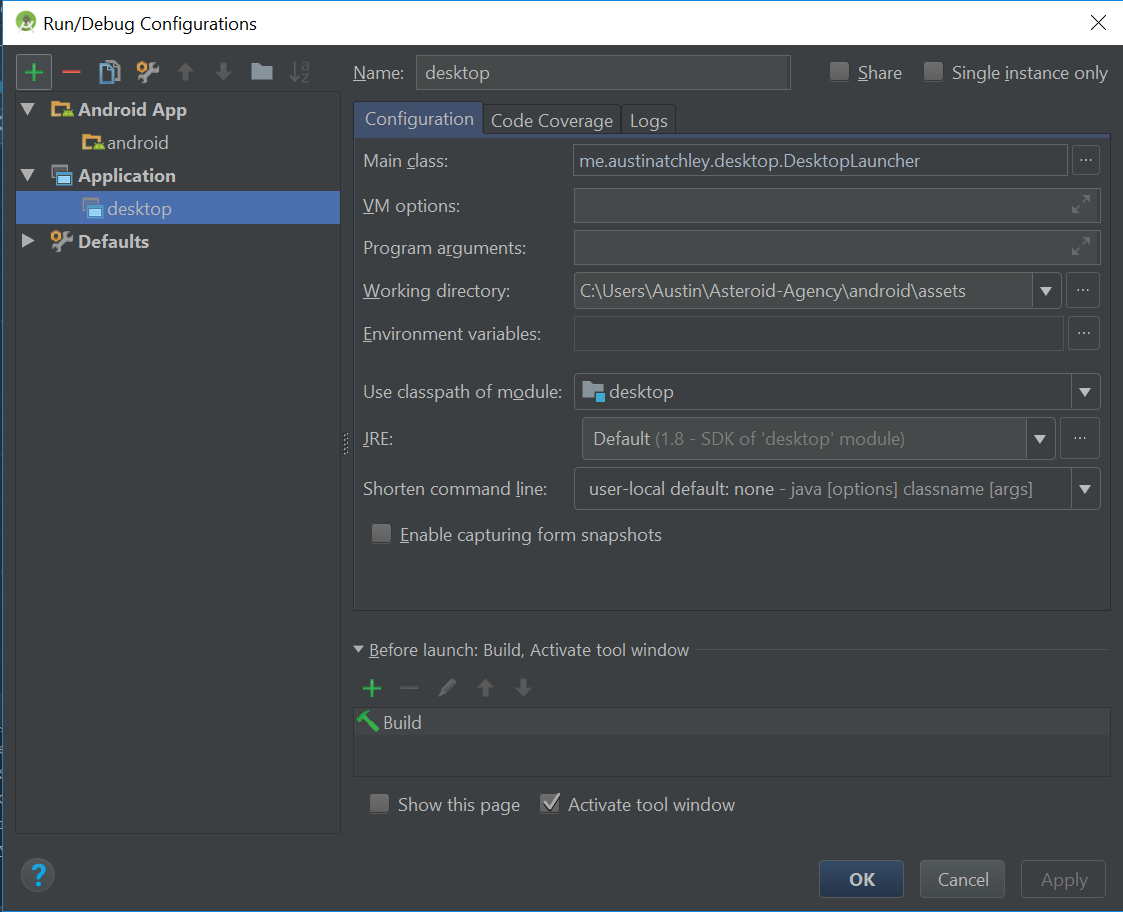 Run/Debug Configurations
Name: desktop Share Single instance only
Android App
android
Application
desktop
Defaults
Configuration Code Coverage Logs
Main class: me.austinatchley.desktop.DesktopLauncher ...
VM options:
Program arguments:
Working directory: C:\Users\Austin\Asteroid-Agency\android\assets ...
Environment variables: ...
Use classpath of module: desktop
JRE: Default (1.8 - SDK of 'desktop' module) ...
Shorten command line: user-local default: none - java [options] classname [args]
Enable capturing form snapshots
Before launch: Build, Activate tool window
Build
Show this page Activate tool window
? OK Cancel Apply